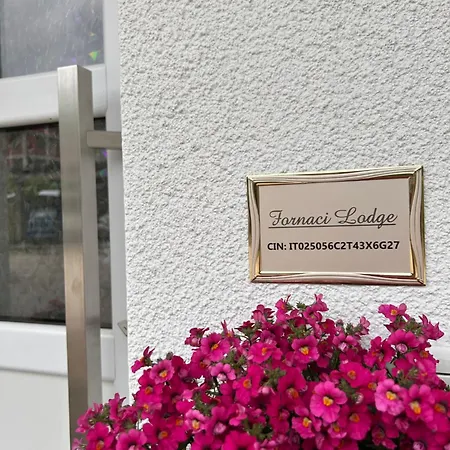 Fornaci Lodge
CIN: IT025056C2T43X6G27